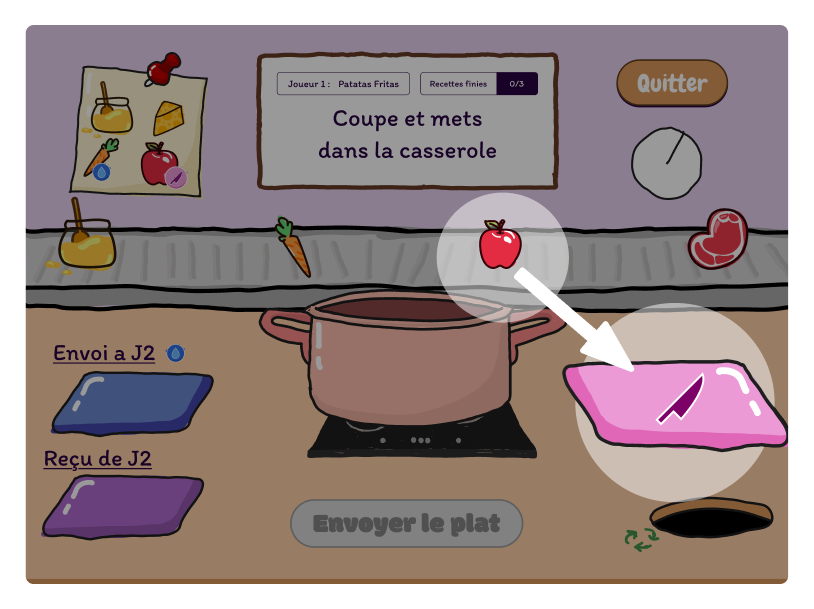 Joueur 1 : Patatas Fritas
Recettes finies 0/3
Quitter
Coupe et mets
dans la casserole
Envoi a J2
Reçu de J2
Envoyer le plat